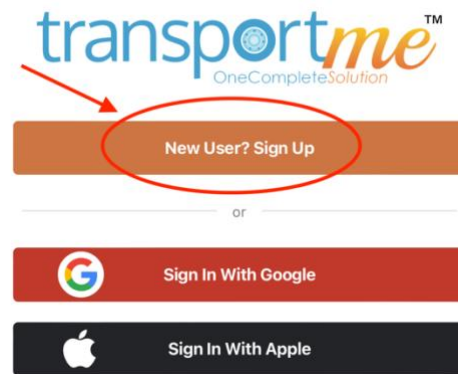 transportme™
OneCompleteSolution
New User? Sign Up
or
Sign In With Google
Sign In With Apple